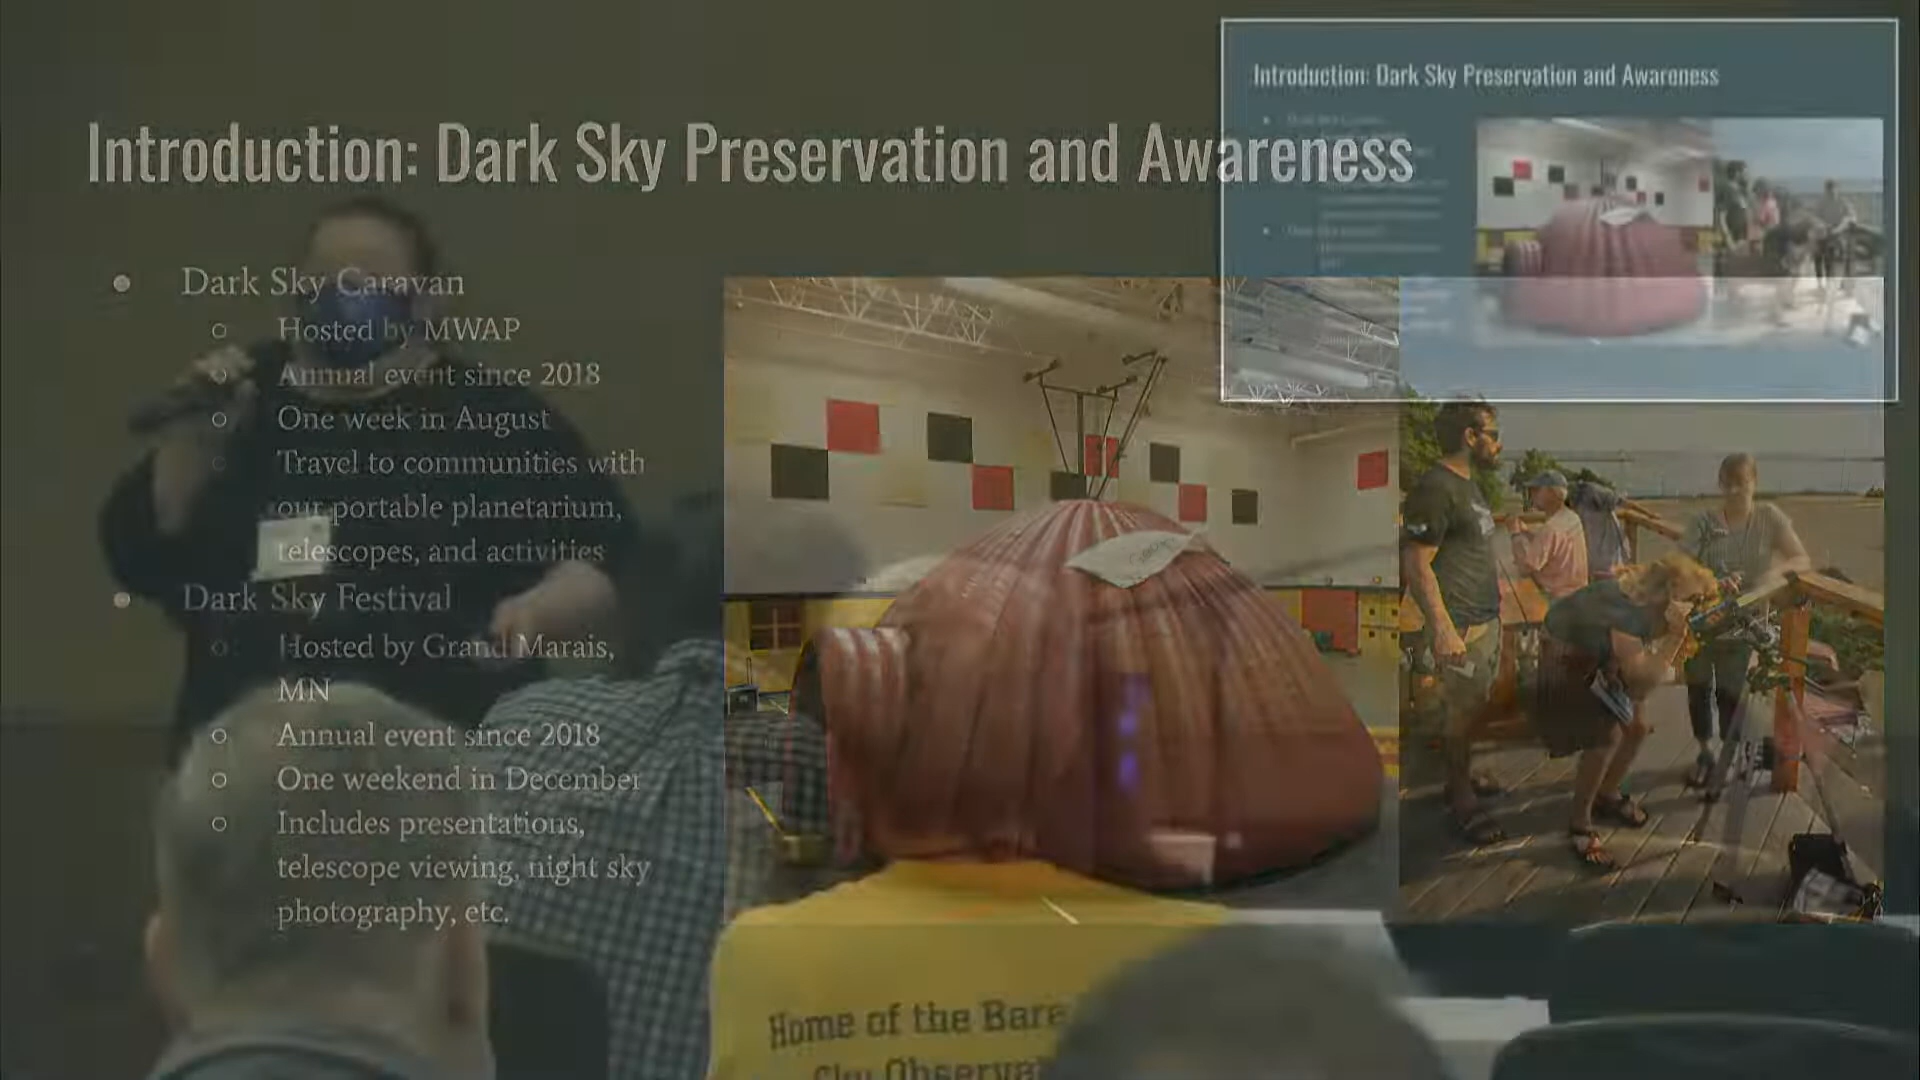 Introduction: Dark Sky Preservation and Awareness
Introduction: Dark Sky Preservation and Awareness
Dark Sky Caravan
Hosted by MWAP
Annual event since 2018
One week in August
Travel to communities with
our portable planetarium,
telescopes, and activities
Dark Sky Festival
Hosted by Grand Marais,
MN
Annual event since 2018
One weekend in December
Includes presentations,
telescope viewing, night sky
photography, etc.
Home of the Bare